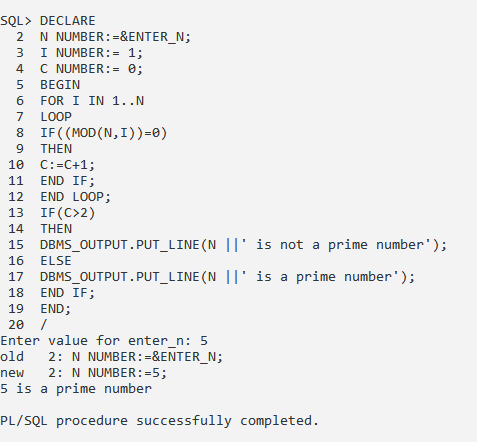 SQL> DECLARE
  2  N NUMBER:=&ENTER_N;
  3  I NUMBER:= 1;
  4  C NUMBER:= 0;
  5  BEGIN
  6  FOR I IN 1..N
  7  LOOP
  8  IF((MOD(N,I))=0)
  9  THEN
 10  C:=C+1;
 11  END IF;
 12  END LOOP;
 13  IF(C>2)
 14  THEN
 15  DBMS_OUTPUT.PUT_LINE(N ||' is not a prime number');
 16  ELSE
 17  DBMS_OUTPUT.PUT_LINE(N ||' is a prime number');
 18  END IF;
 19  END;
 20  /
Enter value for enter_n: 5
old   2: N NUMBER:=&ENTER_N;
new   2: N NUMBER:=5;
5 is a prime number

PL/SQL procedure successfully completed.